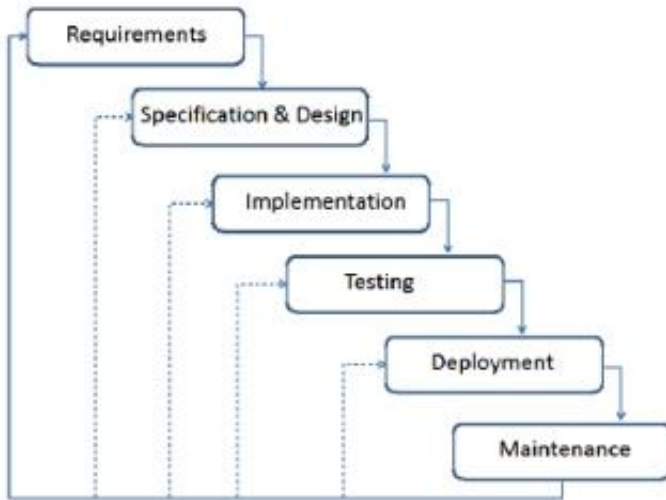 Requirements
Specification & Design
Implementation
Testing
Deployment
Maintenance